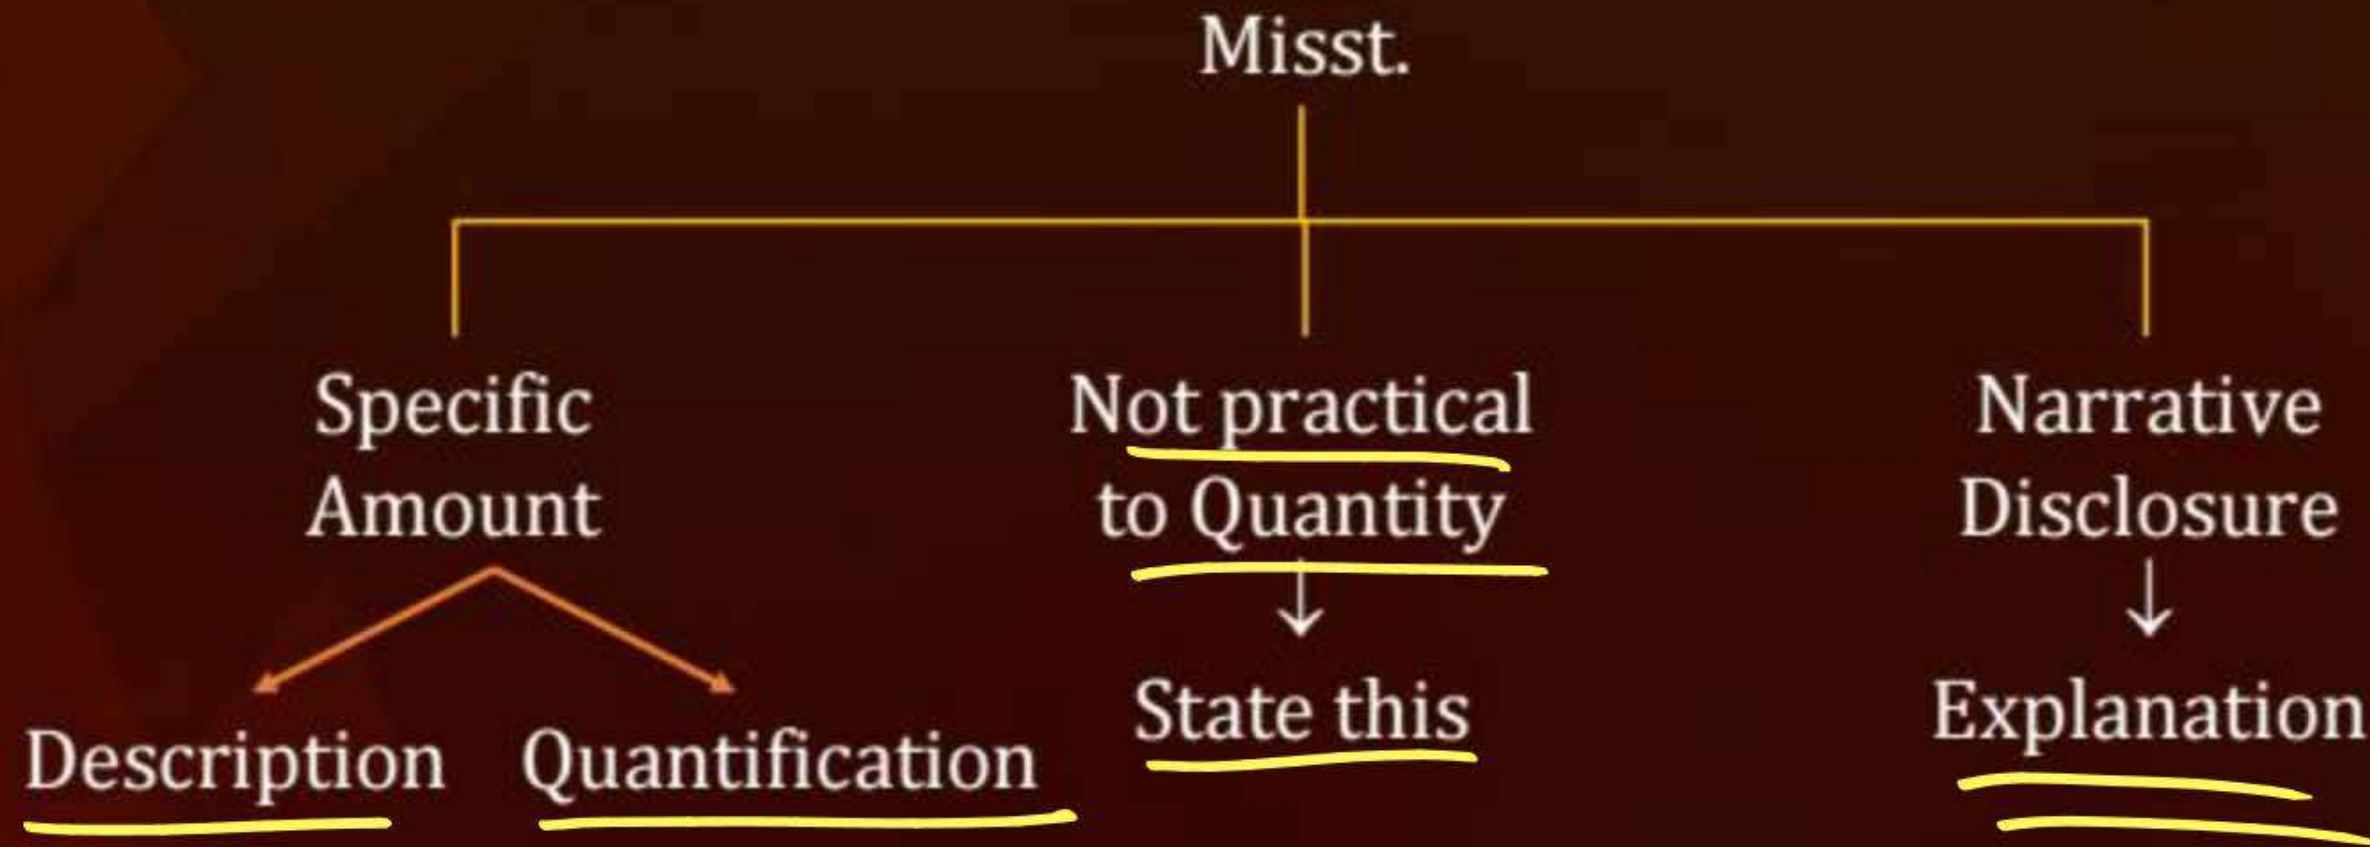 Misst.
Specific
Amount
Not practical
to Quantity
Narrative
Disclosure
Description
Quantification
State this
Explanation